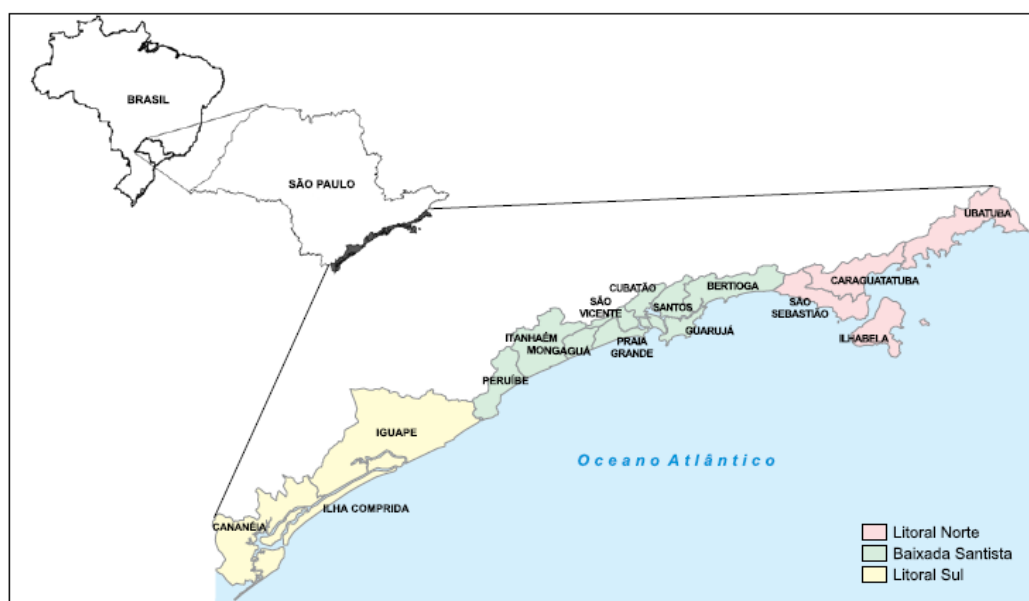 BRASIL
SÃO PAULO
UBATUBA
CARAGUATATUBA
SÃO
SEBASTIÃO
ILHABELA
BERTIOGA
CUBATÃO
SANTOS
SÃO
VICENTE
GUARUJÁ
PRAIA
GRANDE
ITANHAÉM
MONGAGUÁ
PERUÍBE
IGUAPE
ILHA COMPRIDA
CANANÉIA
Oceano Atlântico
Litoral Norte
Baixada Santista
Litoral Sul